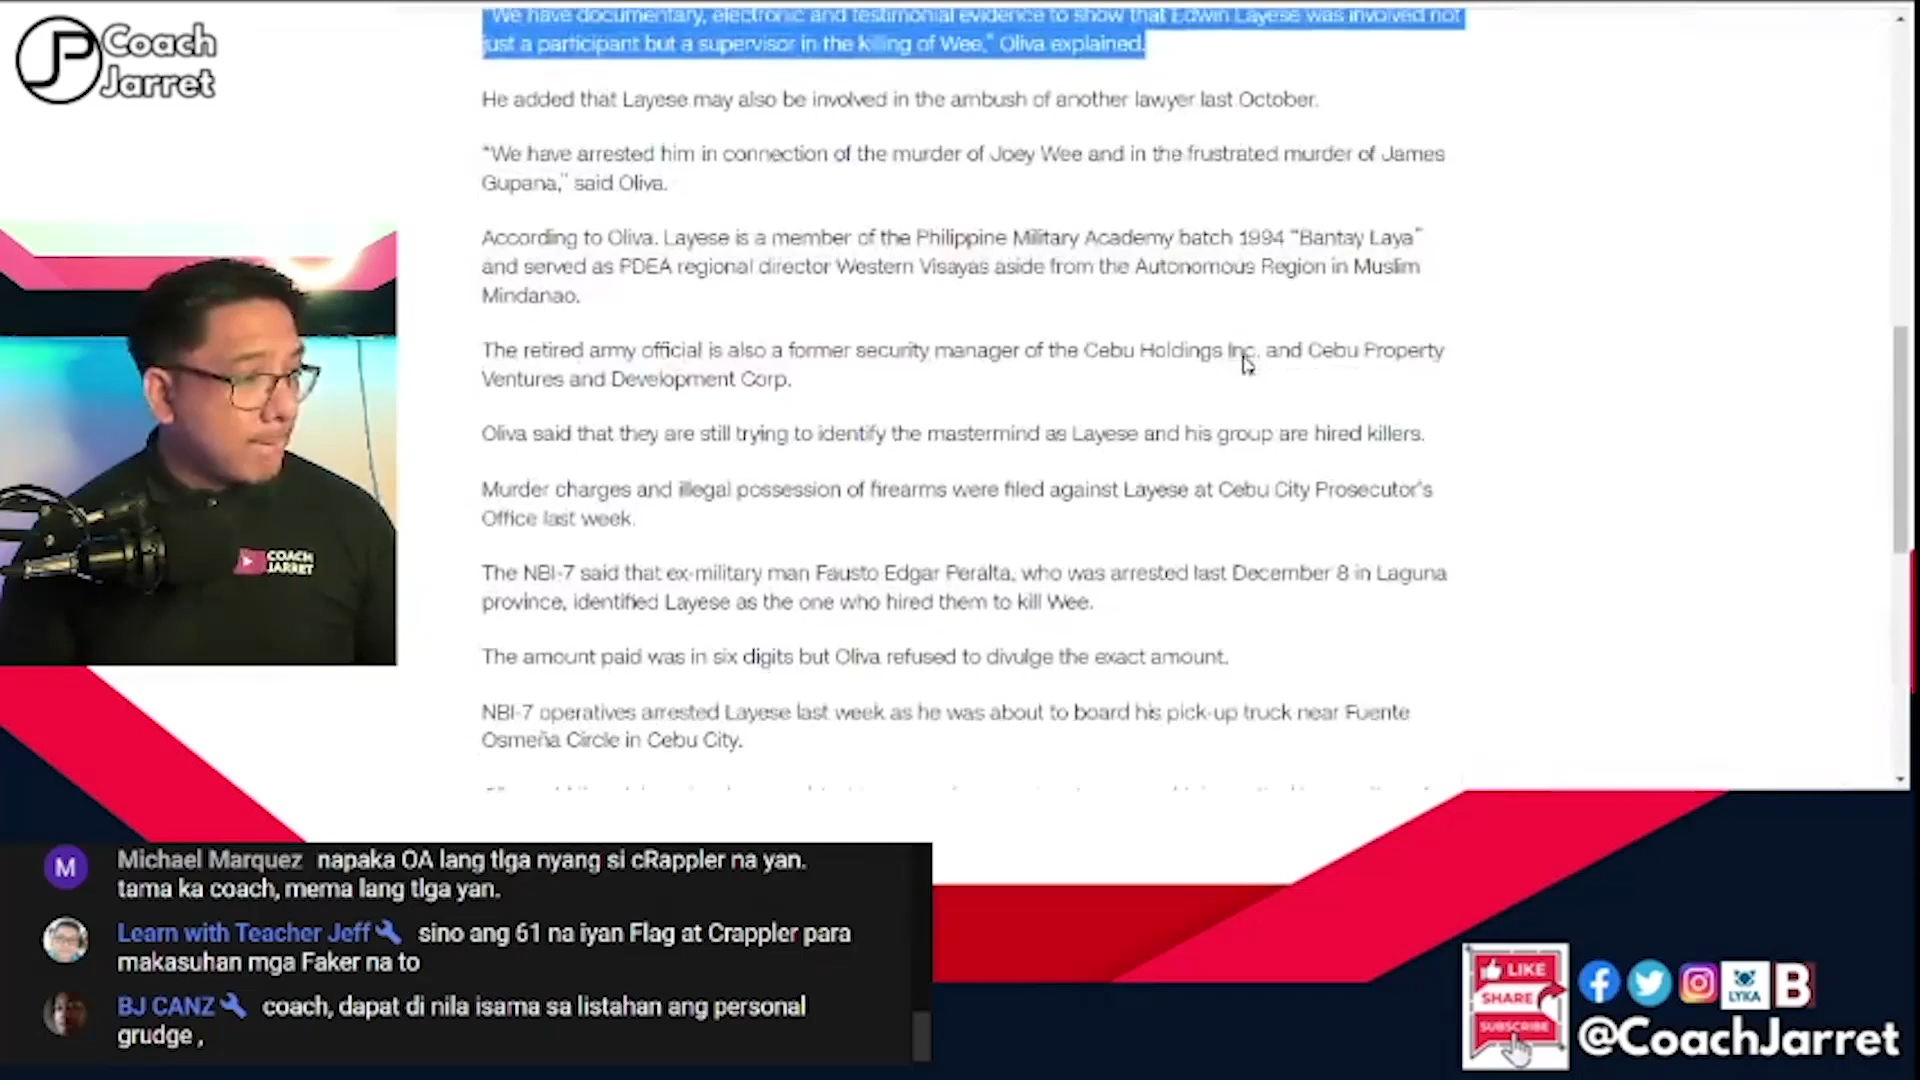 Coach
Jarret
"We have documentary, electronic and testimonial evidence to show that Edwin Layese was involved not
just a participant but a supervisor in the killing of Wee," Oliva explained.
He added that Layese may also be involved in the ambush of another lawyer last October.
"We have arrested him in connection of the murder of Joey Wee and in the frustrated murder of James
Gupana," said Oliva.
According to Oliva. Layese is a member of the Philippine Military Academy batch 1994 "Bantay Laya"
and served as PDEA regional director Western Visayas aside from the Autonomous Region in Muslim
Mindanao.
The retired army official is also a former security manager of the Cebu Holdings Inc. and Cebu Property
Ventures and Development Corp.
Oliva said that they are still trying to identify the mastermind as Layese and his group are hired killers.
Murder charges and illegal possession of firearms were filed against Layese at Cebu City Prosecutor's
Office last week.
The NBI-7 said that ex-military man Fausto Edgar Peralta, who was arrested last December 8 in Laguna
province, identified Layese as the one who hired them to kill Wee.
The amount paid was in six digits but Oliva refused to divulge the exact amount.
NBI-7 operatives arrested Layese last week as he was about to board his pick-up truck near Fuente
Osmeña Circle in Cebu City.
COACH
JARRET
M
Michael Marquez napaka OA lang tlga nyang si cRappler na yan.
tama ka coach, mema lang tlga yan.
Learn with Teacher Jeff sino ang 61 na iyan Flag at Crappler para
makasuhan mga Faker na to
BJ CANZ coach, dapat di nila isama sa listahan ang personal
grudge ,
LIKE
SHARE
SUBSCRIBE
LYKA
B
@CoachJarret